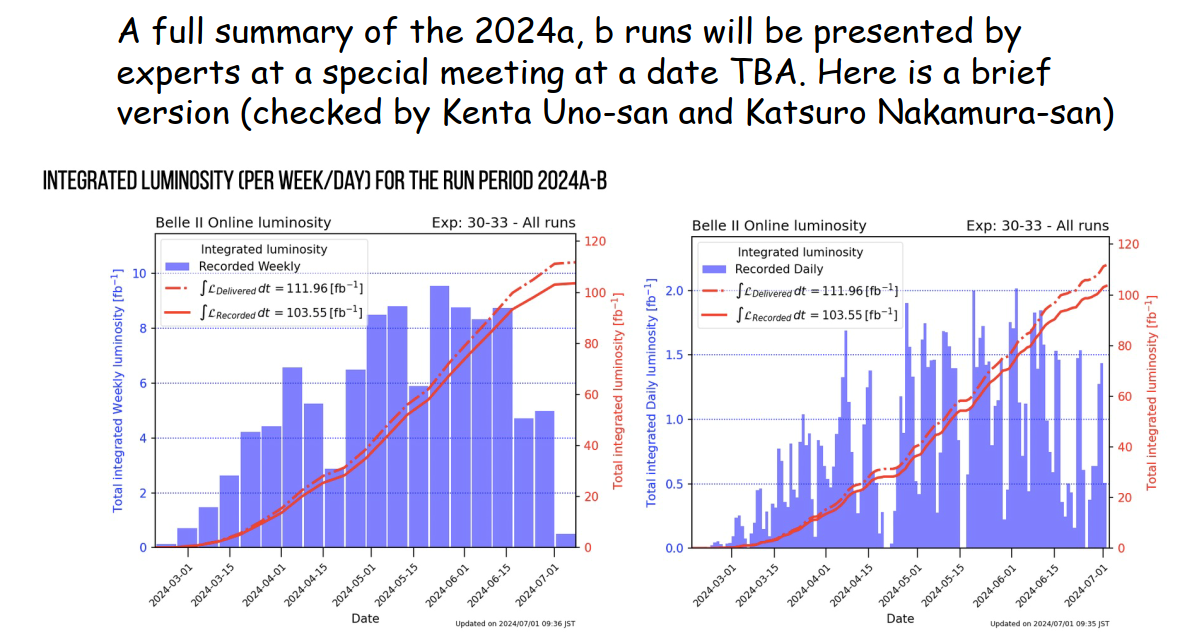 A full summary of the 2024a, b runs will be presented by
experts at a special meeting at a date TBA. Here is a brief
version (checked by Kenta Uno-san and Katsuro Nakamura-san)
INTEGRATED LUMINOSITY (PER WEEK/DAY) FOR THE RUN PERIOD 2024A-B
Belle II Online luminosity
Exp: 30-33 - All runs
Integrated luminosity
Recorded Weekly
∫ℒ_Delivered dt = 111.96 [fb⁻¹]
∫ℒ_Recorded dt = 103.55 [fb⁻¹]
Total integrated Weekly luminosity [fb⁻¹]
10
8
6
4
2
0
Total integrated luminosity [fb⁻¹]
120
100
80
60
40
20
0
2024-03-01
2024-03-15
2024-04-01
2024-04-15
2024-05-01
2024-05-15
2024-06-01
2024-06-15
2024-07-01
Date
Updated on 2024/07/01 09:36 JST
Belle II Online luminosity
Exp: 30-33 - All runs
Integrated luminosity
Recorded Daily
∫ℒ_Delivered dt = 111.96 [fb⁻¹]
∫ℒ_Recorded dt = 103.55 [fb⁻¹]
Total integrated Daily luminosity [fb⁻¹]
2.0
1.5
1.0
0.5
0.0
Total integrated luminosity [fb⁻¹]
120
100
80
60
40
20
0
2024-03-01
2024-03-15
2024-04-01
2024-04-15
2024-05-01
2024-05-15
2024-06-01
2024-06-15
2024-07-01
Date
Updated on 2024/07/01 09:35 JST